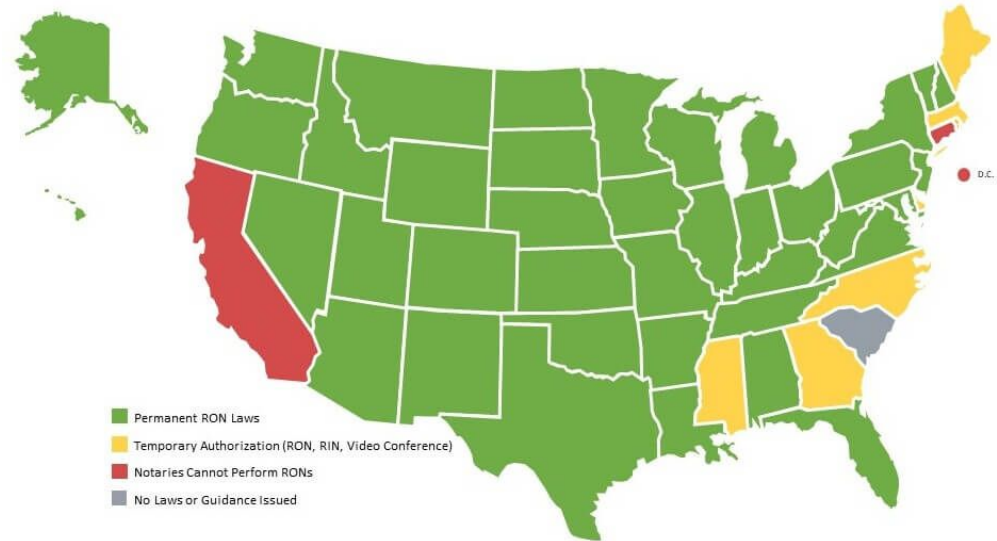 D.C.
Permanent RON Laws
Temporary Authorization (RON, RIN, Video Conference)
Notaries Cannot Perform RONs
No Laws or Guidance Issued